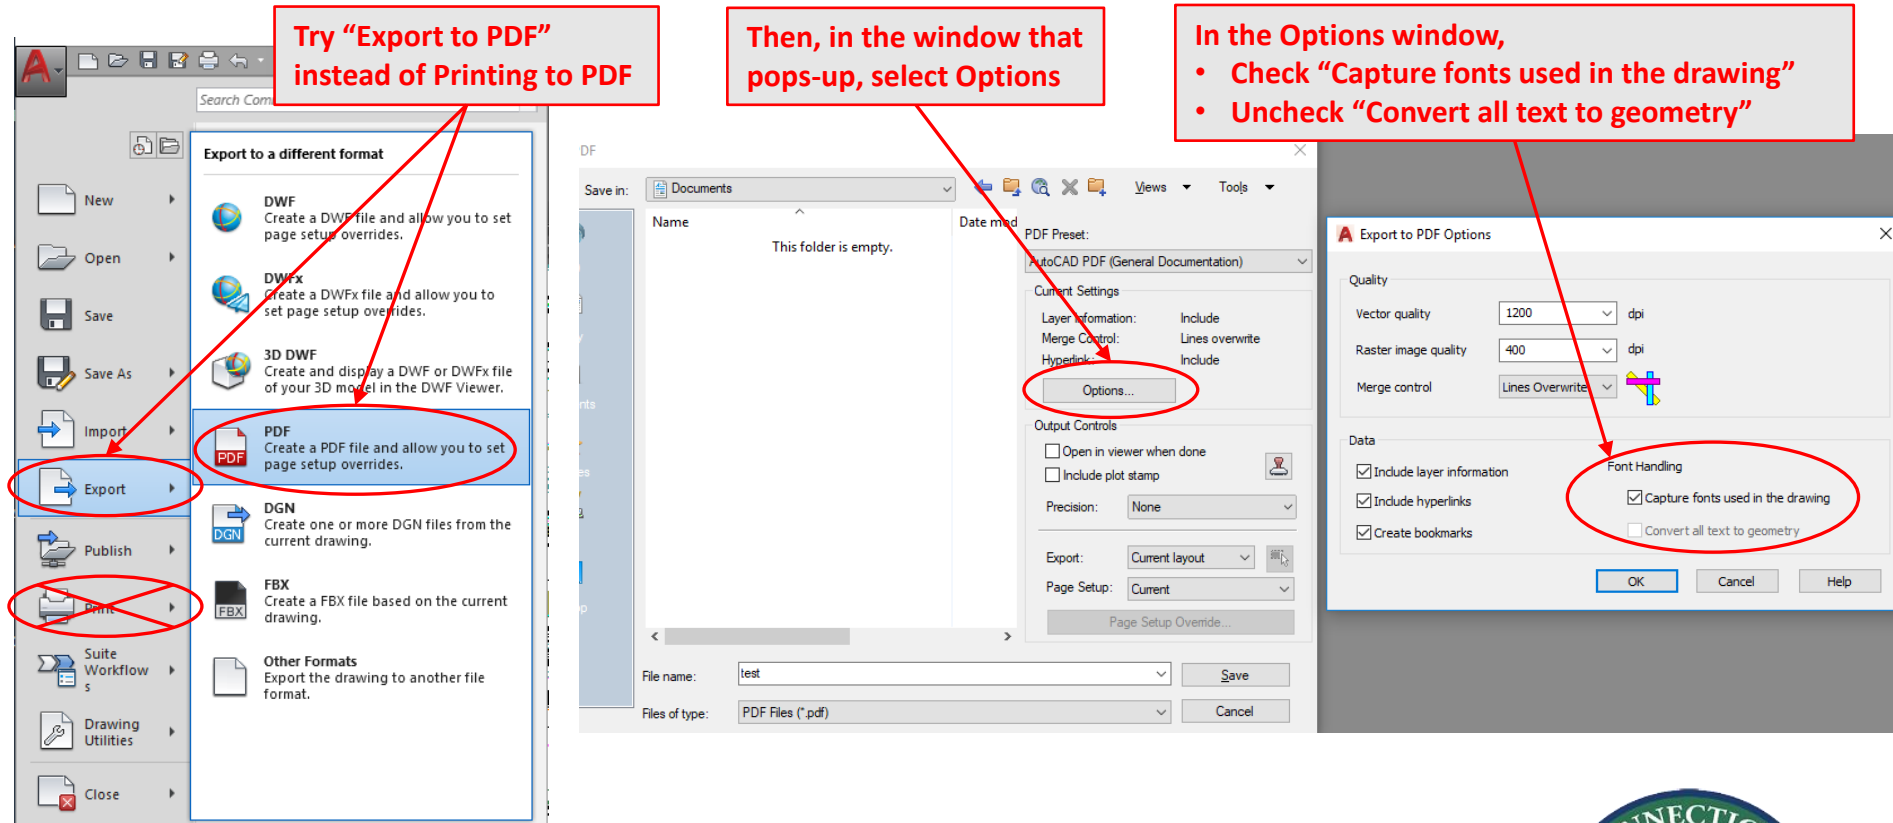 Try “Export to PDF”
instead of Printing to PDF
Then, in the window that
pops-up, select Options
In the Options window,
• Check “Capture fonts used in the drawing”
• Uncheck “Convert all text to geometry”
A
Search Com
New
Open
Save
Save As
Import
Export
Publish
Print
Suite
Workflow
s
Drawing
Utilities
Close
Export to a different format
DWF
Create a DWF file and allow you to set
page setup overrides.
DWFx
Create a DWFx file and allow you to
set page setup overrides.
3D DWF
Create and display a DWF or DWFx file
of your 3D model in the DWF Viewer.
PDF
PDF
Create a PDF file and allow you to set
page setup overrides.
DGN
DGN
Create one or more DGN files from the
current drawing.
FBX
FBX
Create a FBX file based on the current
drawing.
Other Formats
Export the drawing to another file
format.
DF
Save in:
Documents
Views
Tools
Name
Date mod
This folder is empty.
nts
es
p
PDF Preset:
AutoCAD PDF (General Documentation)
Current Settings
Layer Information: Include
Merge Control: Lines overwrite
Hyperlink: Include
Options...
Output Controls
Open in viewer when done
Include plot stamp
Precision: None
Export: Current layout
Page Setup: Current
Page Setup Override...
File name: test
Save
Files of type: PDF Files (*.pdf)
Cancel
A Export to PDF Options
Quality
Vector quality 1200 dpi
Raster image quality 400 dpi
Merge control Lines Overwrite
Data
Include layer information
Include hyperlinks
Create bookmarks
Font Handling
Capture fonts used in the drawing
Convert all text to geometry
OK Cancel Help
NNECTIC